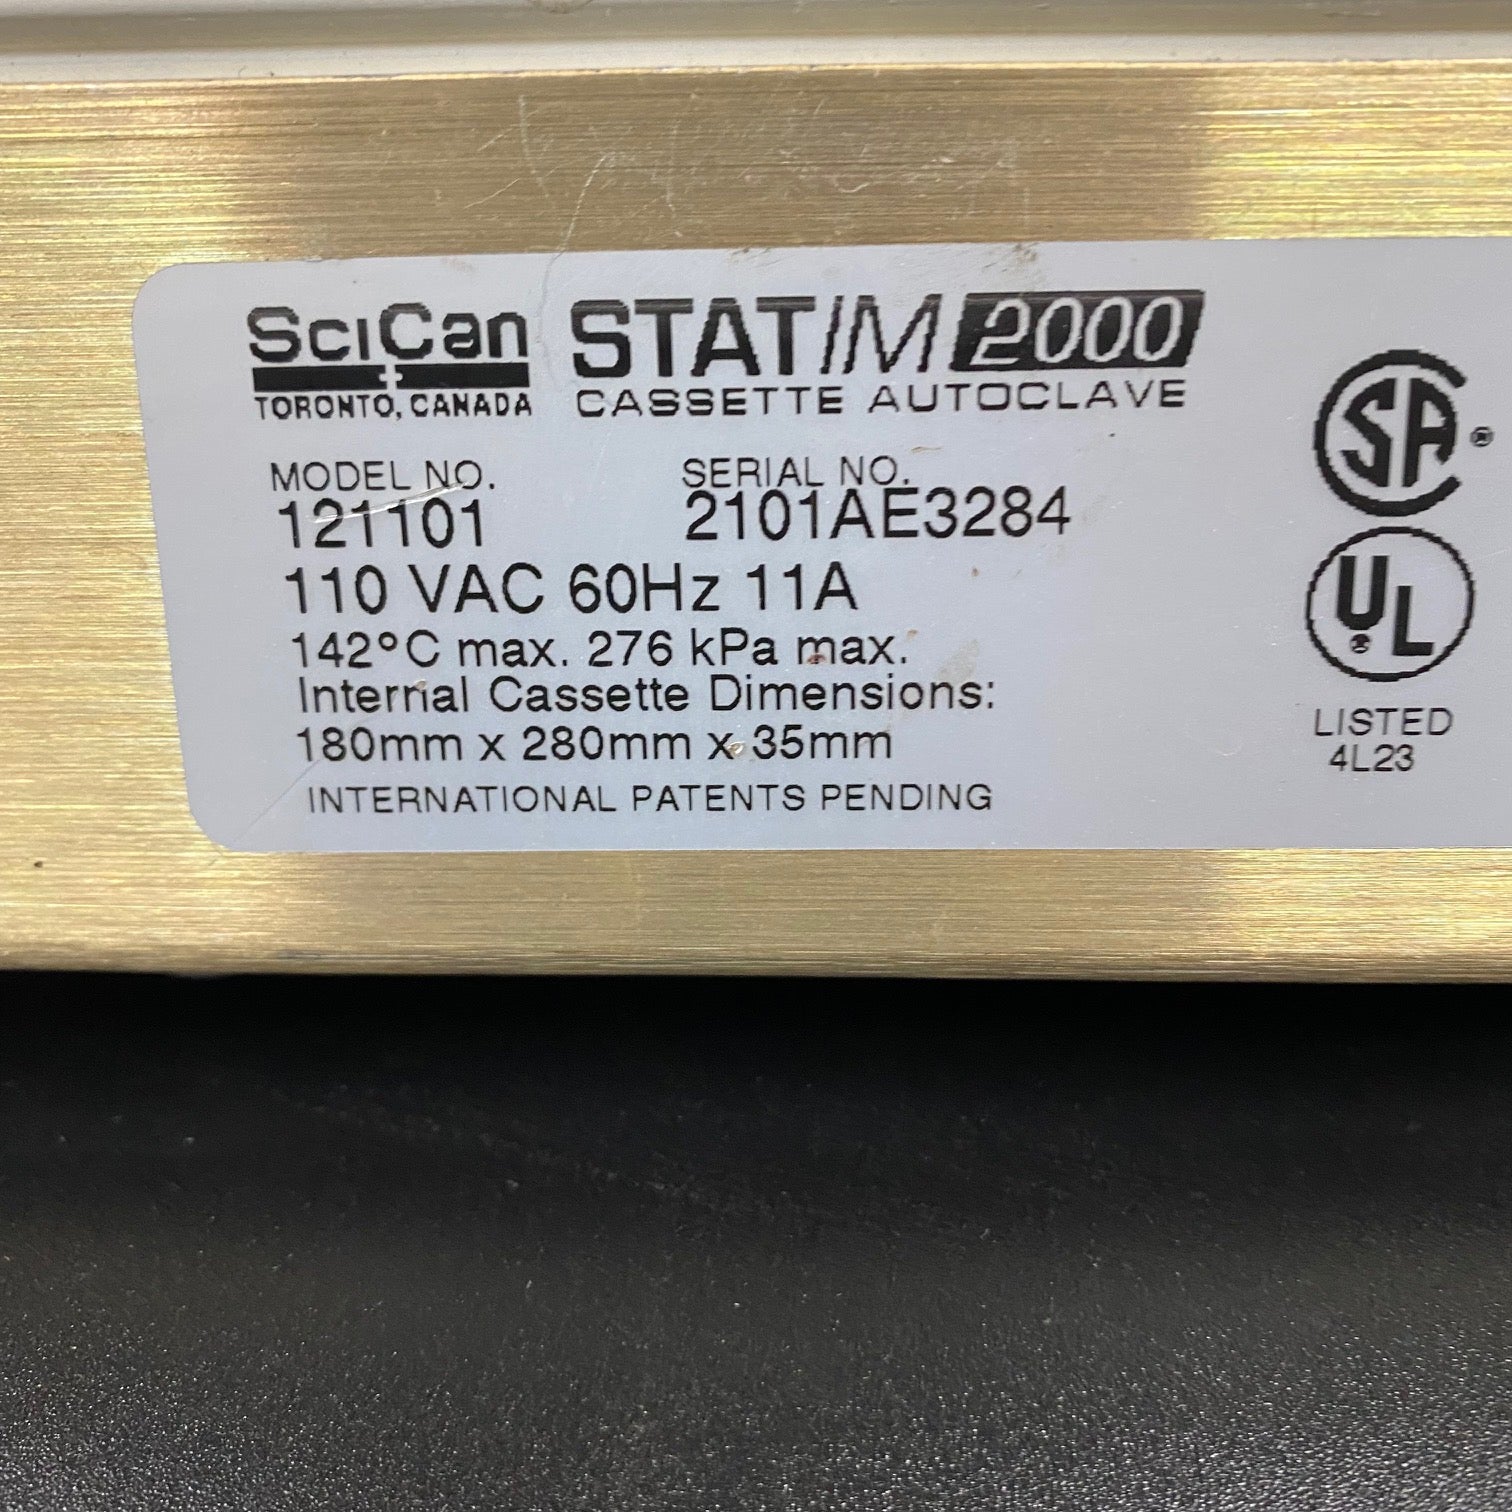 SciCan STATIM 2000
TORONTO, CANADA CASSETTE AUTOCLAVE
MODEL NO. SERIAL NO.
121101 2101AE3284
110 VAC 60Hz 11A
142°C max. 276 kPa max.
Internal Cassette Dimensions:
180mm x 280mm x 35mm
INTERNATIONAL PATENTS PENDING
SA ®
UL ®
LISTED
4L23